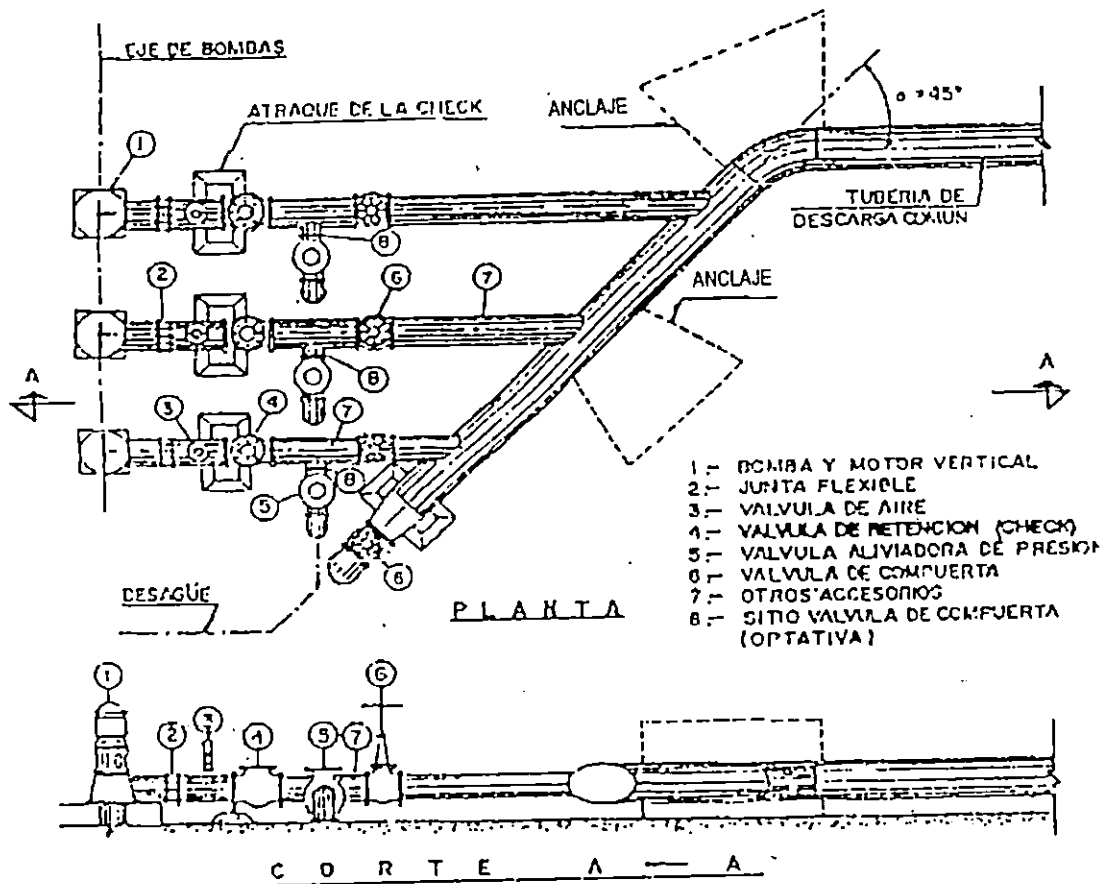 EJE DE BOMBAS
ATRAQUE DE LA CHECK
ANCLAJE
α = 45°
1
TUBERIA DE
DESCARGA COMUN
8
2
6
7
ANCLAJE
8
A
A
3
4
7
5
8
6
DESAGÜE
PLANTA
1.- BOMBA Y MOTOR VERTICAL
2.- JUNTA FLEXIBLE
3.- VALVULA DE AIRE
4.- VALVULA DE RETENCION (CHECK)
5.- VALVULA ALIVIADORA DE PRESION
6.- VALVULA DE COMPUERTA
7.- OTROS ACCESORIOS
8.- SITIO VALVULA DE COMPUERTA
(OPTATIVA)
1
2
3
4
5
7
6
CORTE A — A